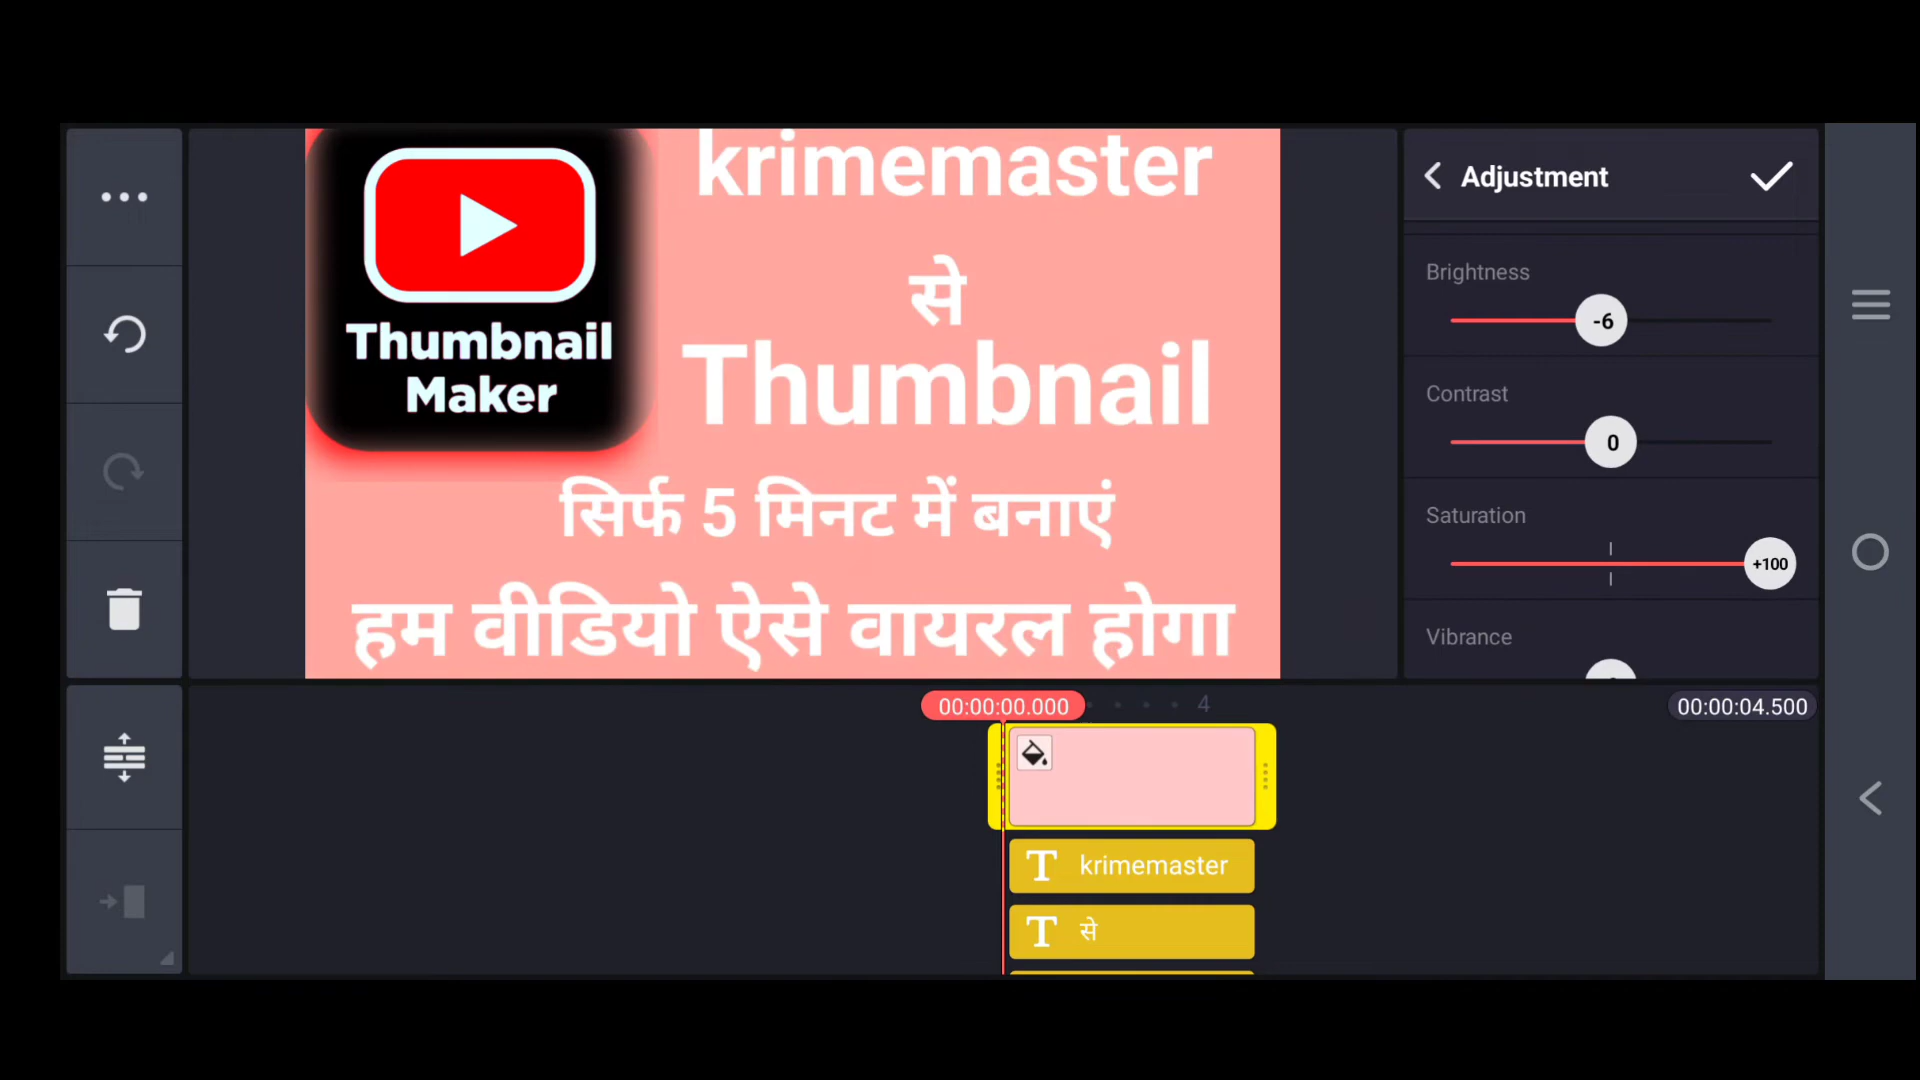 krimemaster
से
Thumbnail
Maker
Thumbnail
सिर्फ 5 मिनट में बनाएं
हम वीडियो ऐसे वायरल होगा
Adjustment
Brightness
-6
Contrast
0
Saturation
+100
Vibrance
00:00:00.000
4
00:00:04.500
T krimemaster
T से